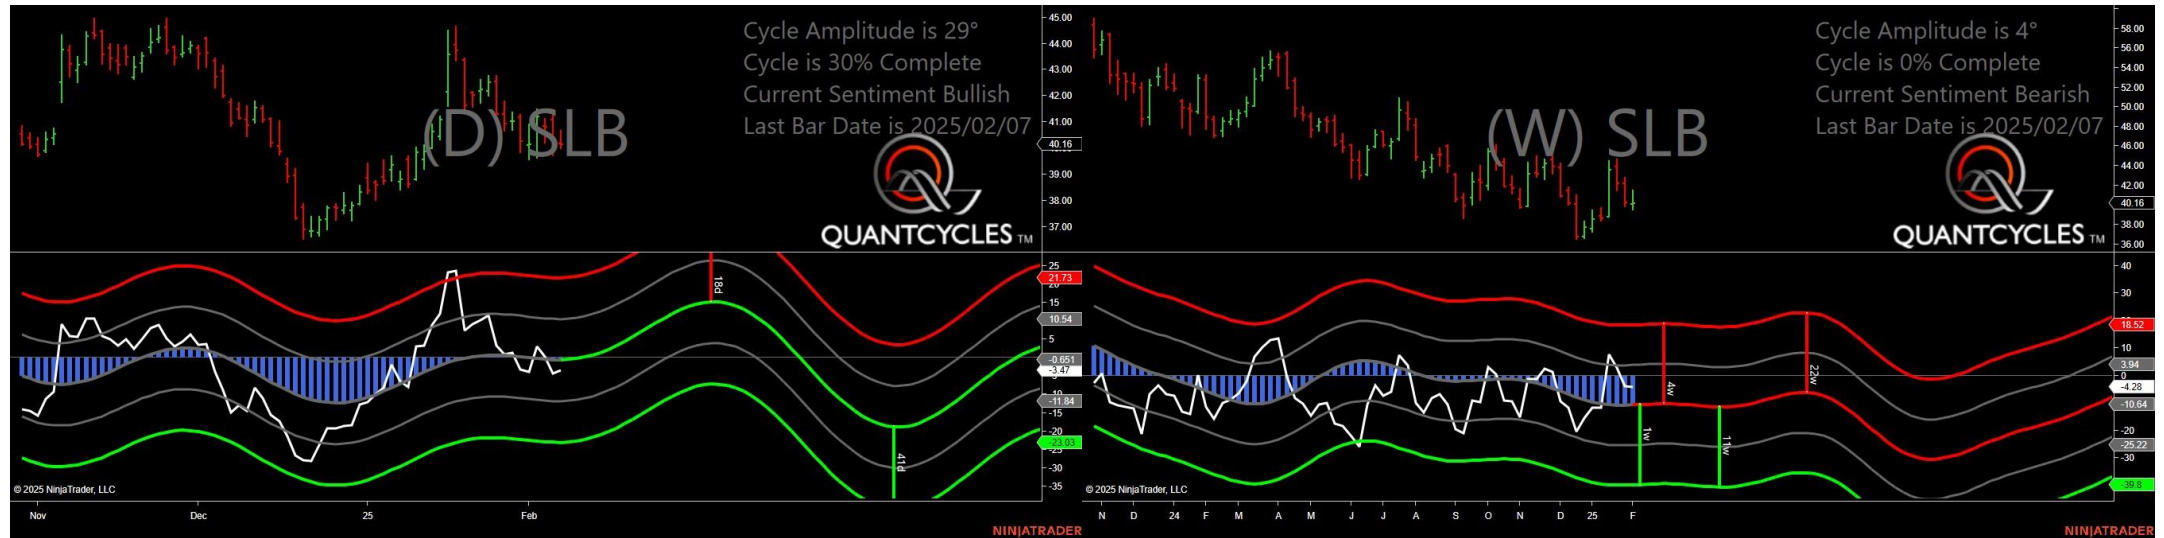 Cycle Amplitude is 29°
Cycle is 30% Complete
Current Sentiment Bullish
Last Bar Date is 2025/02/07
(D) SLB
QUANTCYCLES TM
45.00
44.00
43.00
42.00
41.00
40.16
39.00
38.00
37.00
25
21.73
20
15
10.54
5
-0.651
-3.47
-11.84
-15
-20
-23.03
-25
-30
-35
18d
41d
© 2025 NinjaTrader, LLC
Nov
Dec
25
Feb
NINJATRADER
Cycle Amplitude is 4°
Cycle is 0% Complete
Current Sentiment Bearish
Last Bar Date is 2025/02/07
(W) SLB
QUANTCYCLES TM
58.00
56.00
54.00
52.00
50.00
48.00
46.00
44.00
42.00
40.16
38.00
36.00
40
30
18.52
10
3.94
0
-4.28
-10.64
-20
-25.22
-30
-39.8
4w
22w
1w
11w
© 2025 NinjaTrader, LLC
N D 24 F M A M J J A S O N D 25 F
NINJATRADER